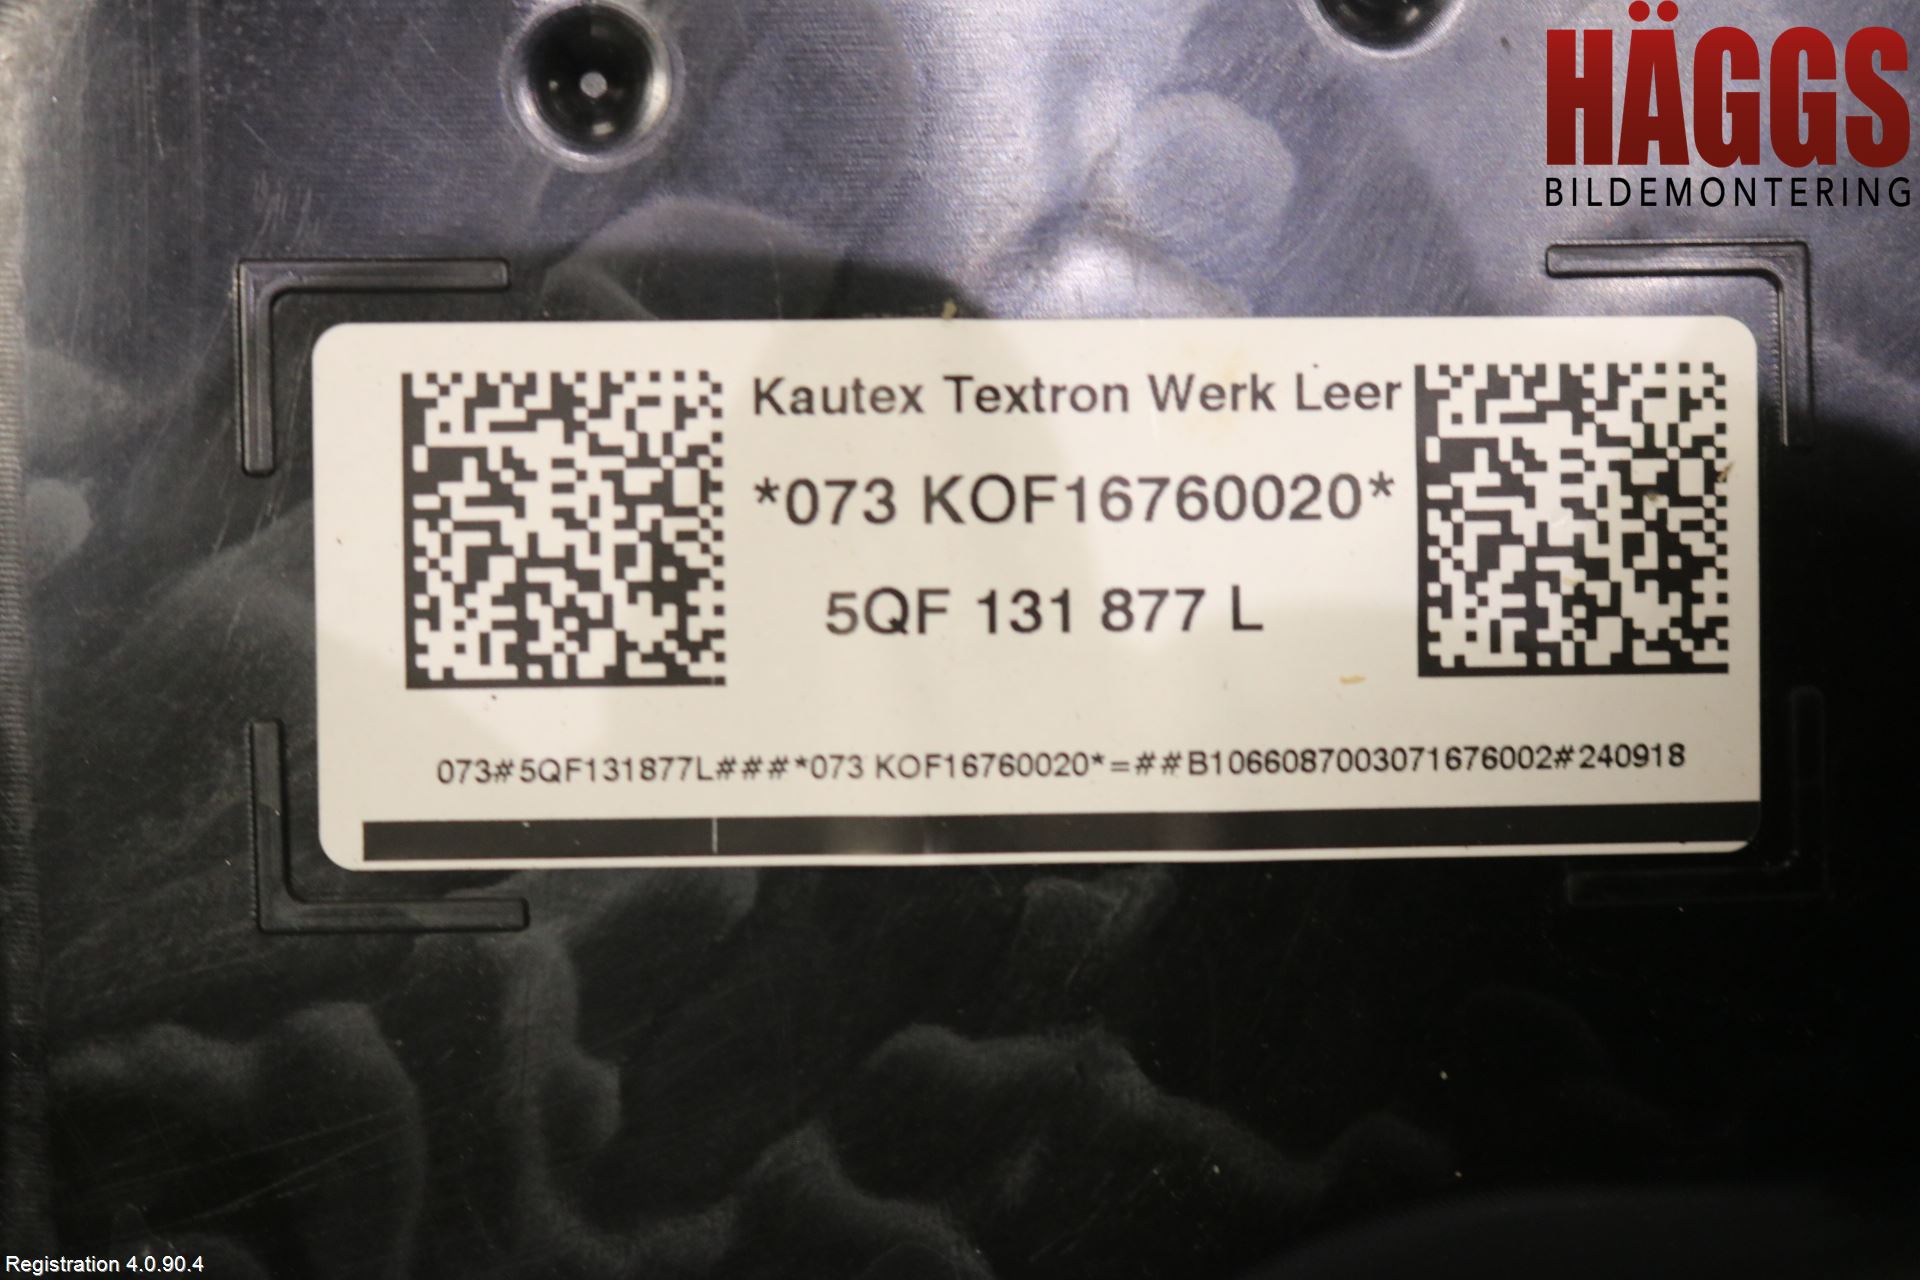 HÄGGS
BILDEMONTERING
Kautex Textron Werk Leer
*073 KOF16760020*
5QF 131 877 L
073#5QF131877L###*073 KOF16760020*=##B1066087003071676002#240918
Registration 4.0.90.4